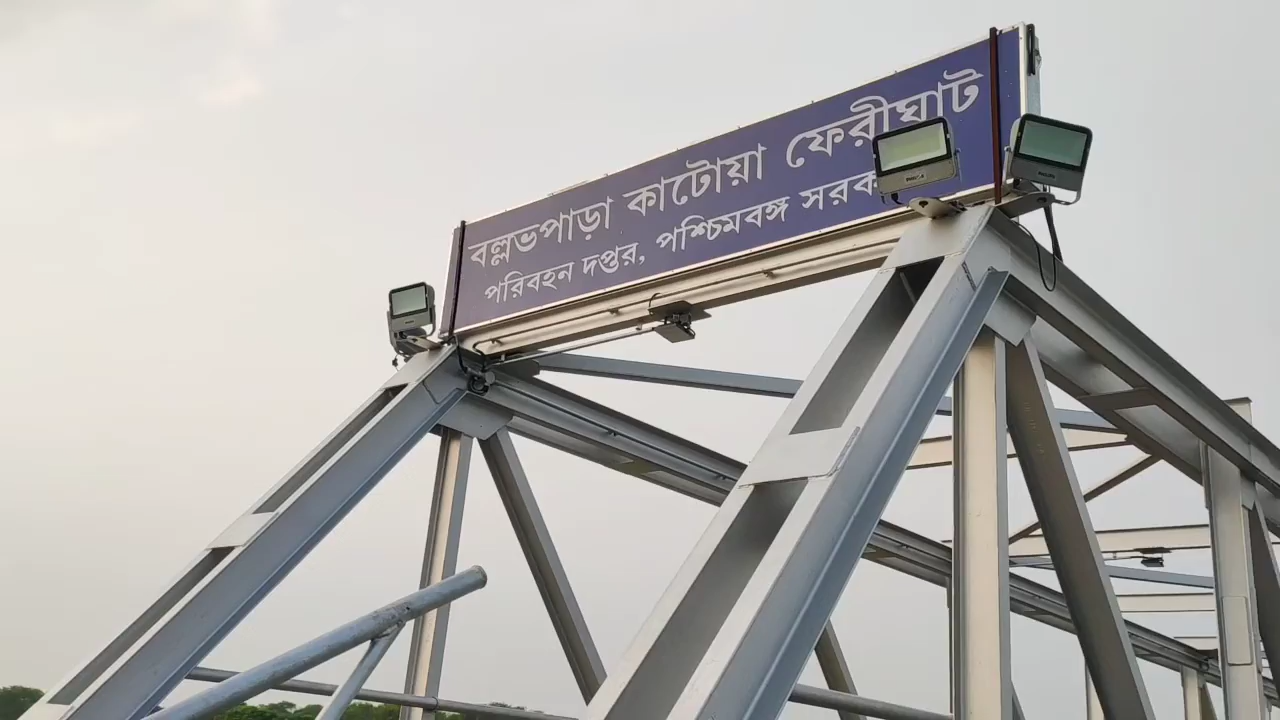 বল্লভপাড়া কাটোয়া ফেরীঘাট
পরিবহন দপ্তর, পশ্চিমবঙ্গ